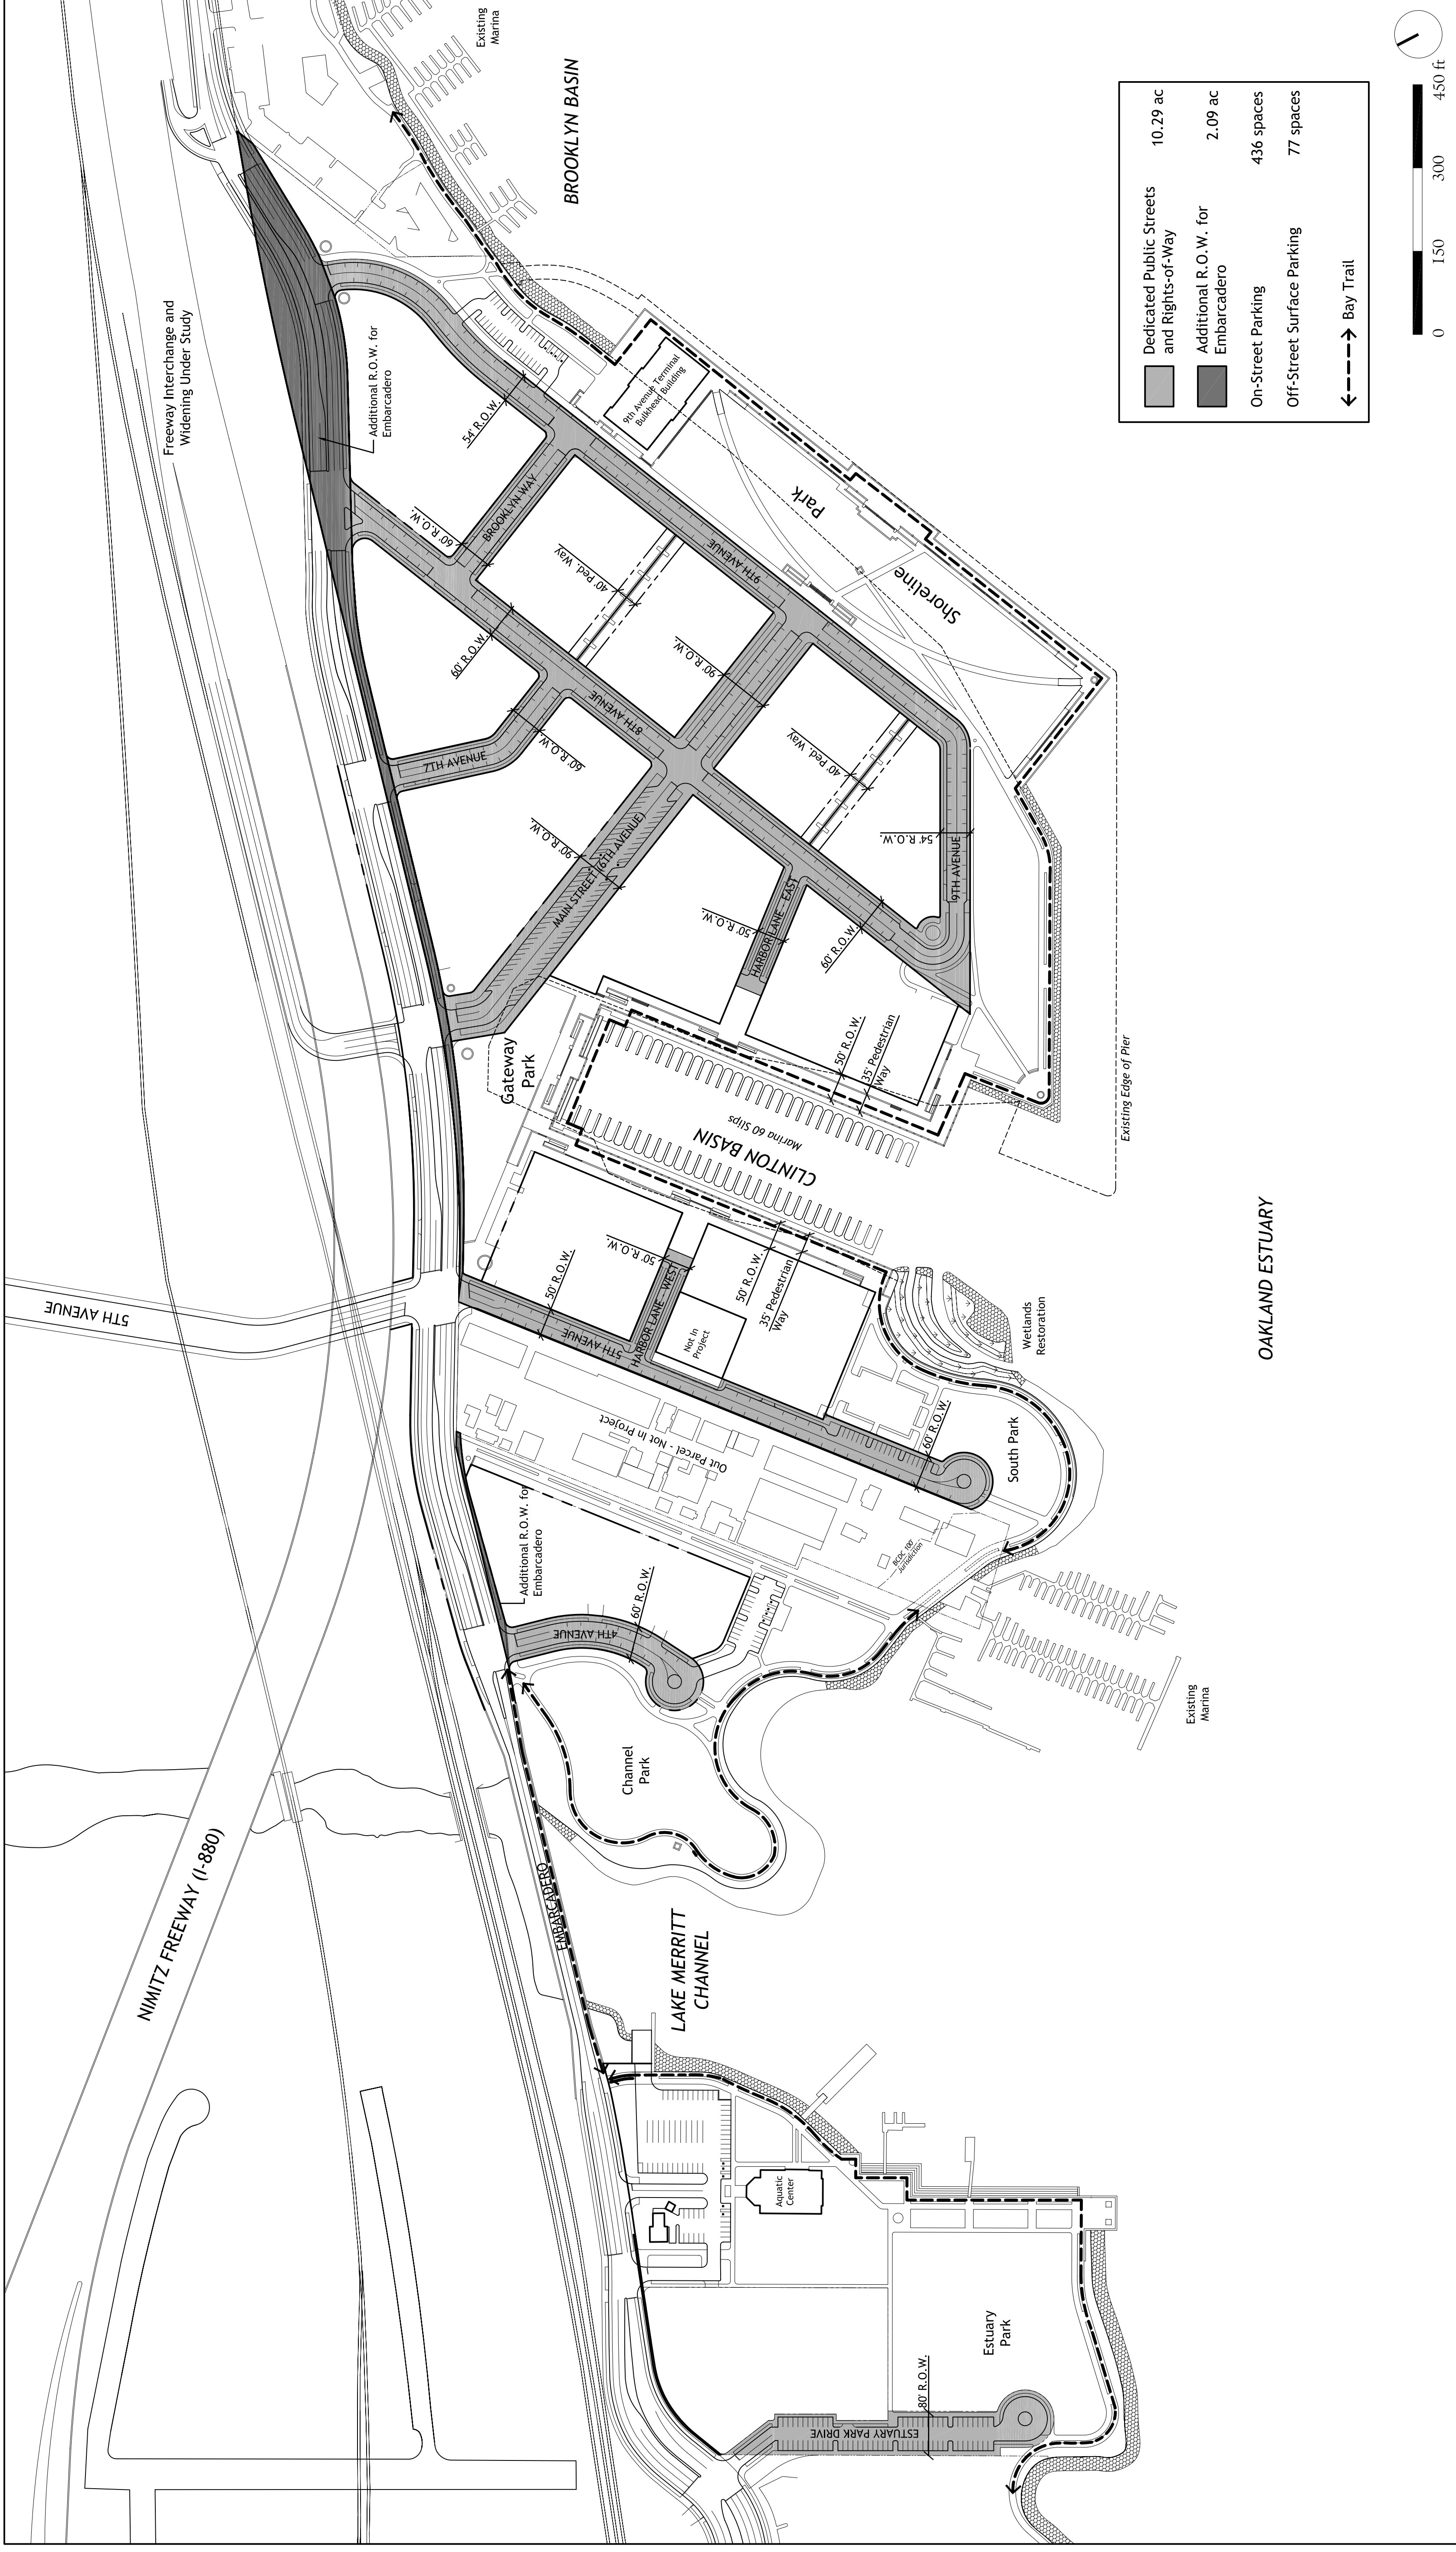 NIMITZ FREEWAY (I-880)
5TH AVENUE
Freeway Interchange and
Widening Under Study
Existing
Marina
BROOKLYN BASIN
Additional R.O.W. for
Embarcadero
54' R.O.W.
60' R.O.W.
BROOKLYN WAY
9th Avenue Terminal
Bulkhead Building
40' Ped. Way
9TH AVENUE
60' R.O.W.
8TH AVENUE
90' R.O.W.
Shoreline
Park
7TH AVENUE
60' R.O.W.
90' R.O.W.
MAIN STREET (6TH AVENUE)
40' Ped. Way
54' R.O.W.
9TH AVENUE
50' R.O.W.
HARBOR LANE - EAST
60' R.O.W.
Gateway
Park
50' R.O.W.
35' Pedestrian
Way
CLINTON BASIN
Marina 60 Slips
Existing Edge of Pier
50' R.O.W.
50' R.O.W.
HARBOR LANE - WEST
5TH AVENUE
Not In
Project
50' R.O.W.
35' Pedestrian
Way
Wetlands
Restoration
OAKLAND ESTUARY
Out Parcel - Not In Project
60' R.O.W.
South Park
BCDC 100'
Jurisdiction
Additional R.O.W. for
Embarcadero
4TH AVENUE
60' R.O.W.
Existing
Marina
Channel
Park
EMBARCADERO
LAKE MERRITT
CHANNEL
Aquatic
Center
Estuary
Park
80' R.O.W.
ESTUARY PARK DRIVE
Dedicated Public Streets
and Rights-of-Way 10.29 ac
Additional R.O.W. for
Embarcadero 2.09 ac
On-Street Parking 436 spaces
Off-Street Surface Parking 77 spaces
Bay Trail
0 150 300 450 ft